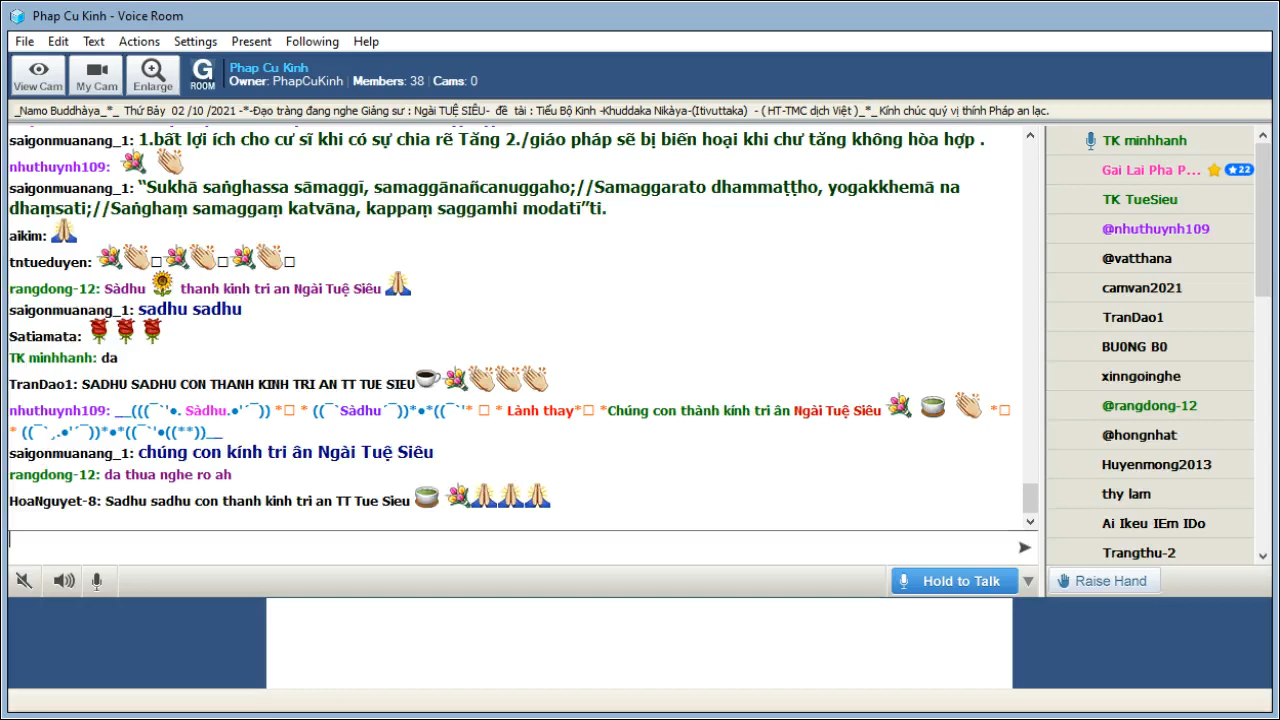 Phap Cu Kinh - Voice Room
File Edit Text Actions Settings Present Following Help
View Cam My Cam Enlarge G ROOM
Phap Cu Kinh
Owner: PhapCuKinh Members: 38 Cams: 0
_Namo Buddhàya_*_ Thứ Bảy 02 /10 /2021 -*-Đạo tràng đang nghe Giảng sư : Ngài TUỆ SIÊU- đề tài : Tiểu Bộ Kinh -Khuddaka Nikàya-(Itivuttaka) - ( HT-TMC dịch Việt )_*_Kính chúc quý vị thính Pháp an lạc.
saigonmuanang_1: 1.bất lợi ích cho cư sĩ khi có sự chia rẽ Tăng 2./giáo pháp sẽ bị biến hoại khi chư tăng không hòa hợp .
nhuthuynh109:
saigonmuanang_1: “Sukhā saṅghassa sāmaggī, samaggānañcanuggaho;//Samaggarato dhammaṭṭho, yogakkhemā na
dhaṃsati;//Saṅghaṃ samaggaṃ katvāna, kappaṃ saggamhi modatī”ti.
aikim:
tntueduyen:
rangdong-12: Sàdhu thanh kinh tri an Ngài Tuệ Siêu
saigonmuanang_1: sadhu sadhu
Satiamata:
TK minhhanh: da
TranDao1: SADHU SADHU CON THANH KINH TRI AN TT TUE SIEU
nhuthuynh109: __(((¯`'●. Sàdhu.●'´¯)) *□ * ((¯`Sàdhu´¯))*●*((¯`'* □ * Lành thay*□ *Chúng con thành kính tri ân Ngài Tuệ Siêu *□
* ((¯`¸.●'´¯))*●*((¯`'●((**))__
saigonmuanang_1: chúng con kính tri ân Ngài Tuệ Siêu
rangdong-12: da thua nghe ro ah
HoaNguyet-8: Sadhu sadhu con thanh kinh tri an TT Tue Sieu
Hold to Talk
TK minhhanh
Gai Lai Pha P... 22
TK TueSieu
@nhuthuynh109
@vatthana
camvan2021
TranDao1
BU0NG B0
xinngoinghe
@rangdong-12
@hongnhat
Huyenmong2013
thy lam
Ai Ikeu IEm IDo
Trangthu-2
Raise Hand